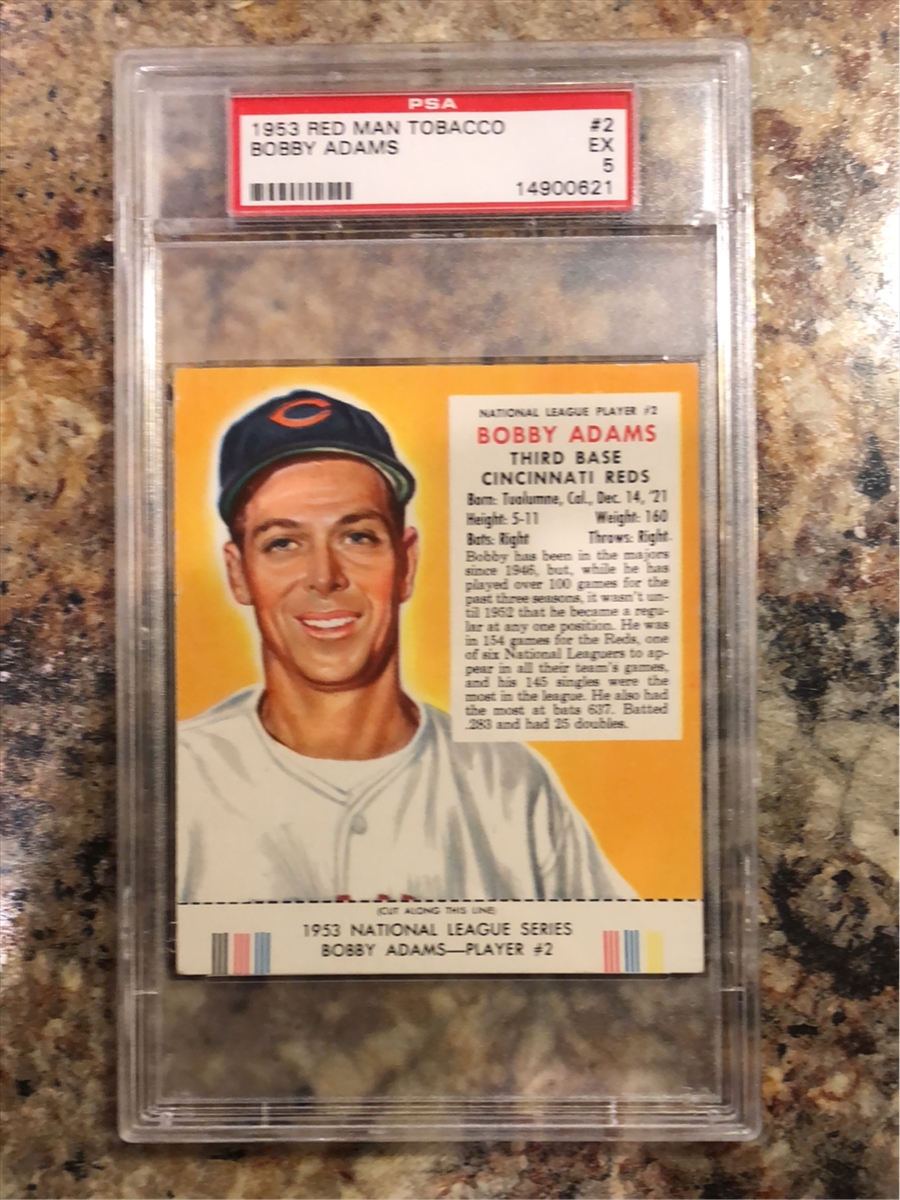 PSA
1953 RED MAN TOBACCO #2
BOBBY ADAMS EX
5
14900621
C
NATIONAL LEAGUE PLAYER #2
BOBBY ADAMS
THIRD BASE
CINCINNATI REDS
Born: Tuolumne, Cal., Dec. 14, '21
Height: 5-11 Weight: 160
Bats: Right Throws: Right
Bobby has been in the majors
since 1946, but, while he has
played over 100 games for the
past three seasons, it wasn't un-
til 1952 that he became a regu-
lar at any one position. He was
in 154 games for the Reds, one
of six National Leaguers to ap-
pear in all their team's games,
and his 145 singles were the
most in the league. He also had
the most at bats 637. Batted
.283 and had 25 doubles.
(CUT ALONG THIS LINE)
1953 NATIONAL LEAGUE SERIES
BOBBY ADAMS—PLAYER #2